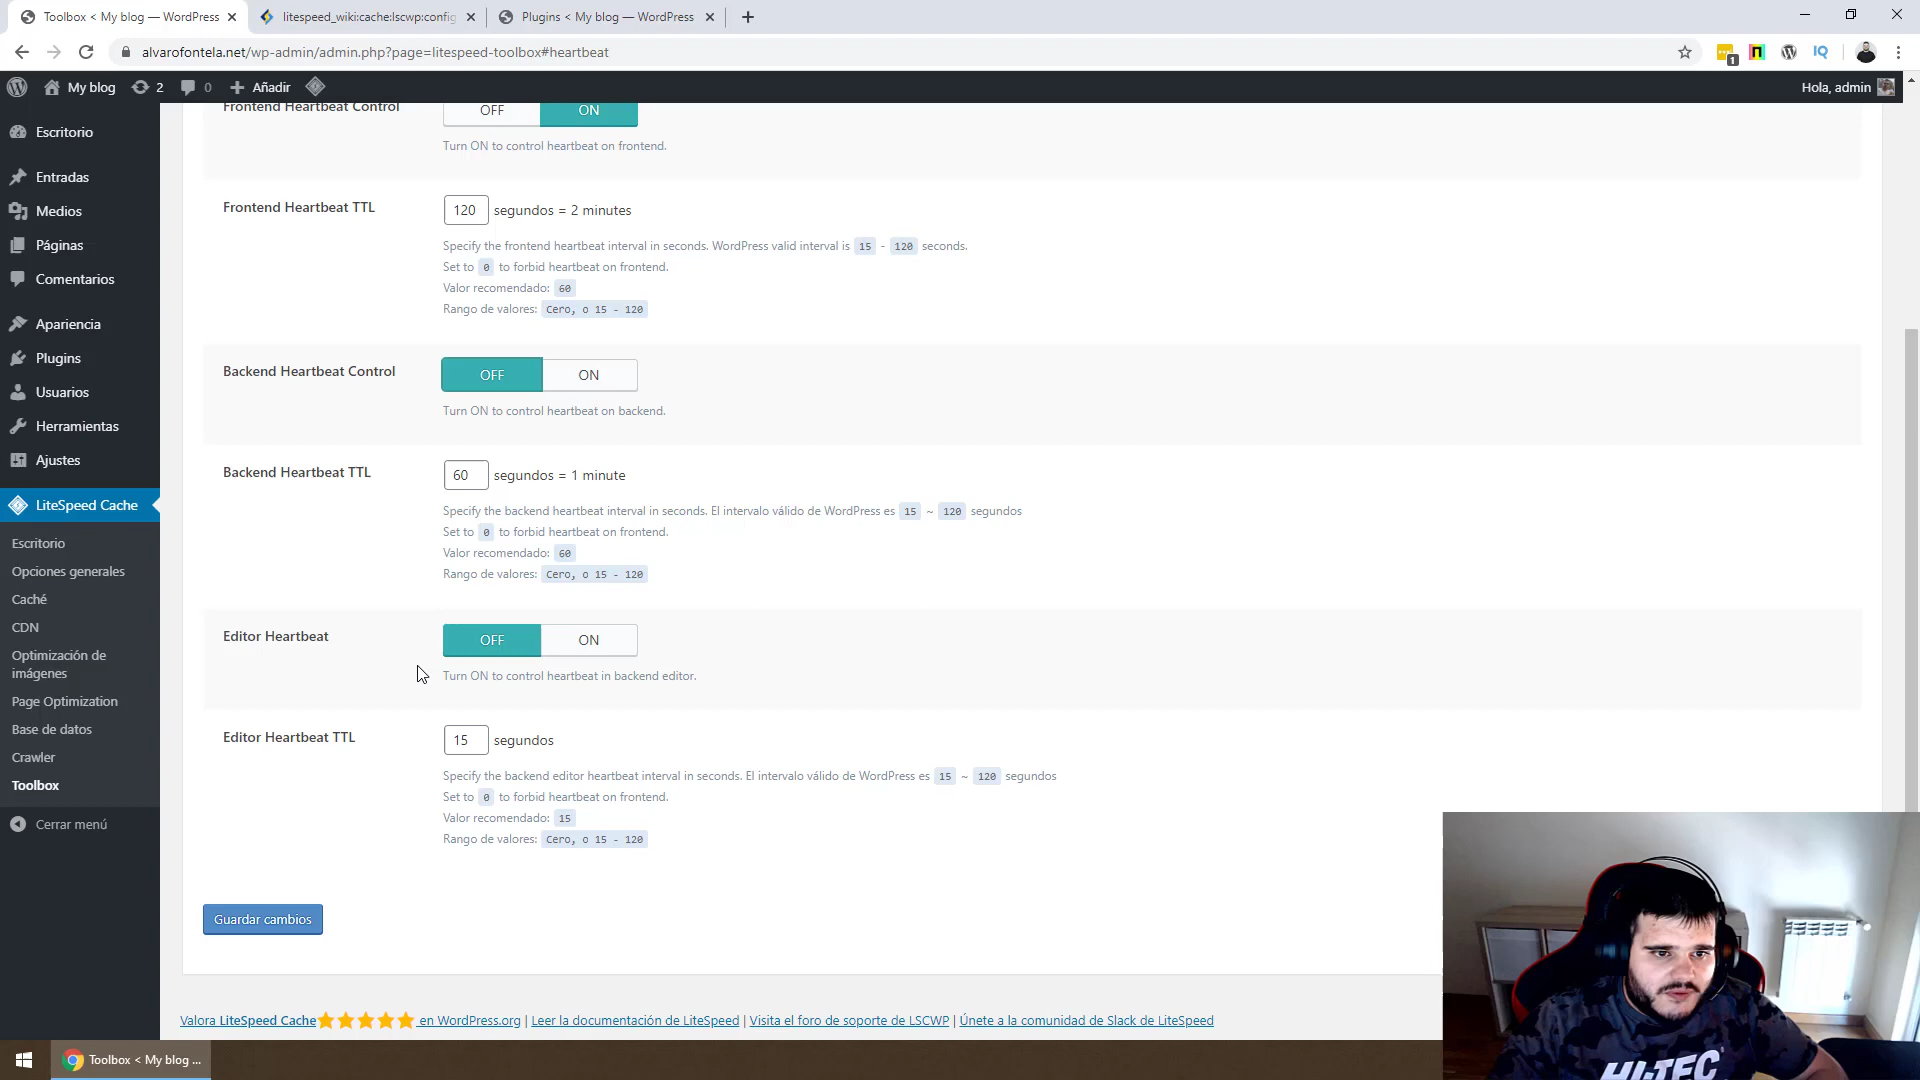 Toolbox < My blog — WordPress
litespeed_wiki:cache:lscwp:config
Plugins < My blog — WordPress
alvarofontela.net/wp-admin/admin.php?page=litespeed-toolbox#heartbeat
1
IQ
My blog
2
0
Añadir
Hola, admin
Escritorio
Entradas
Medios
Páginas
Comentarios
Apariencia
Plugins
Usuarios
Herramientas
Ajustes
LiteSpeed Cache
Escritorio
Opciones generales
Caché
CDN
Optimización de
imágenes
Page Optimization
Base de datos
Crawler
Toolbox
Cerrar menú
Frontend Heartbeat Control
OFF ON
Turn ON to control heartbeat on frontend.
Frontend Heartbeat TTL
120 segundos = 2 minutes
Specify the frontend heartbeat interval in seconds. WordPress valid interval is 15 - 120 seconds.
Set to 0 to forbid heartbeat on frontend.
Valor recomendado: 60
Rango de valores: Cero, o 15 - 120
Backend Heartbeat Control
OFF ON
Turn ON to control heartbeat on backend.
Backend Heartbeat TTL
60 segundos = 1 minute
Specify the backend heartbeat interval in seconds. El intervalo válido de WordPress es 15 ~ 120 segundos
Set to 0 to forbid heartbeat on frontend.
Valor recomendado: 60
Rango de valores: Cero, o 15 - 120
Editor Heartbeat
OFF ON
Turn ON to control heartbeat in backend editor.
Editor Heartbeat TTL
15 segundos
Specify the backend editor heartbeat interval in seconds. El intervalo válido de WordPress es 15 ~ 120 segundos
Set to 0 to forbid heartbeat on frontend.
Valor recomendado: 15
Rango de valores: Cero, o 15 - 120
Guardar cambios
Valora LiteSpeed Cache en WordPress.org | Leer la documentación de LiteSpeed | Visita el foro de soporte de LSCWP | Únete a la comunidad de Slack de LiteSpeed
HI-TEC
Toolbox < My blog ...